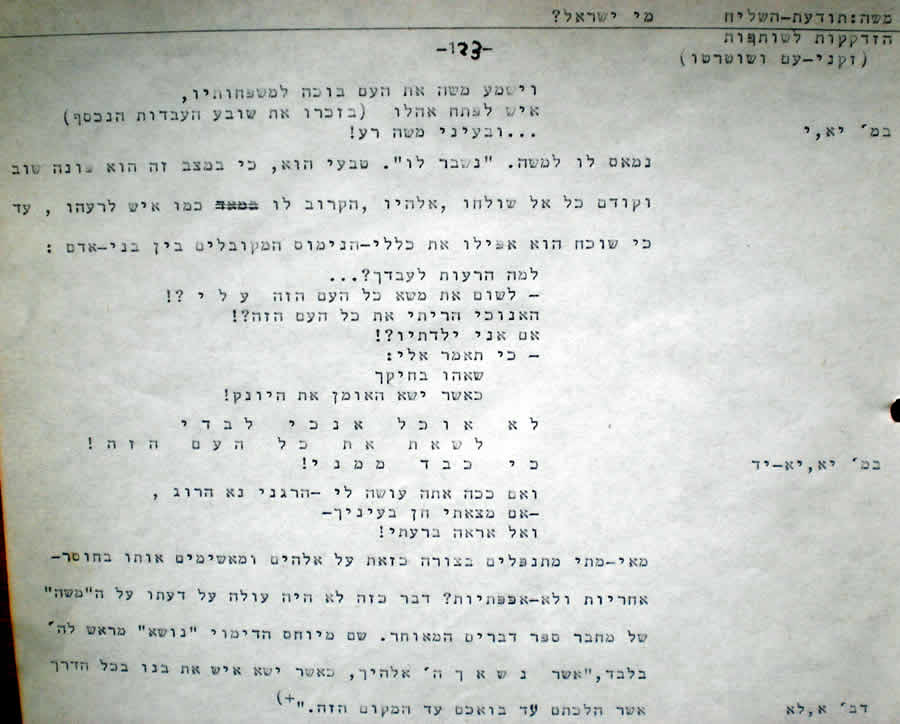 משה:תודעת-השליח    מי ישראל?
הזדקקות לשותפות
(זקני-עם ושוטרטו)
-123-
וישמע משה את העם בוכה למשפחותיו,
איש לפתח אהלו (בזכרו את שובע העבדות הנכסף)
...ובעיני משה רע!
במ´ יא,י
נמאס לו למשה. "נשבר לו". טבעי הוא, כי במצב זה הוא פונה שוב
וקודם כל אל שולחו ,אלהיו ,הקרוב לו במאד כמו איש לרעהו , עד
כי שוכח הוא אפילו את כללי-הנימוס המקובלים בין בני-אדם :
למה הרעות לעבדך?...
- לשום את משא כל העם הזה ע ל י ?!
האנוכי הריתי את כל העם הזה?!
אם אני ילדתיו?!
- כי תאמר אלי:
שאהו בחיקך
כאשר ישא האומן את היונק!
ל א א ו כ ל א נ כ י ל ב ד י
ל ש א ת א ת כ ל ה ע ם ה ז ה !
כ י כ ב ד מ מ נ י !
במ´ יא,יא-יד
ואם ככה אתה עושה לי -הרגני נא הרוג ,
-אם מצאתי חן בעיניך-
ואל אראה ברעתי!
מאי-מתי מתנפלים בצורה כזאת על אלהים ומאשימים אותו בחוסר-
אחריות ולא-אכפתיות? דבר כזה לא היה עולה על דעתו על ה"משה"
של מחבר ספר דברים המאוחר. שם מיוחס הדימוי "נושא" מראש לה´
בלבד,"אשר נ ש א ך ה´ אלהיך, כאשר ישא איש את בנו בכל הדרך
אשר הלכתם עד בואכם עד המקום הזה."+)
דב´ א,לא